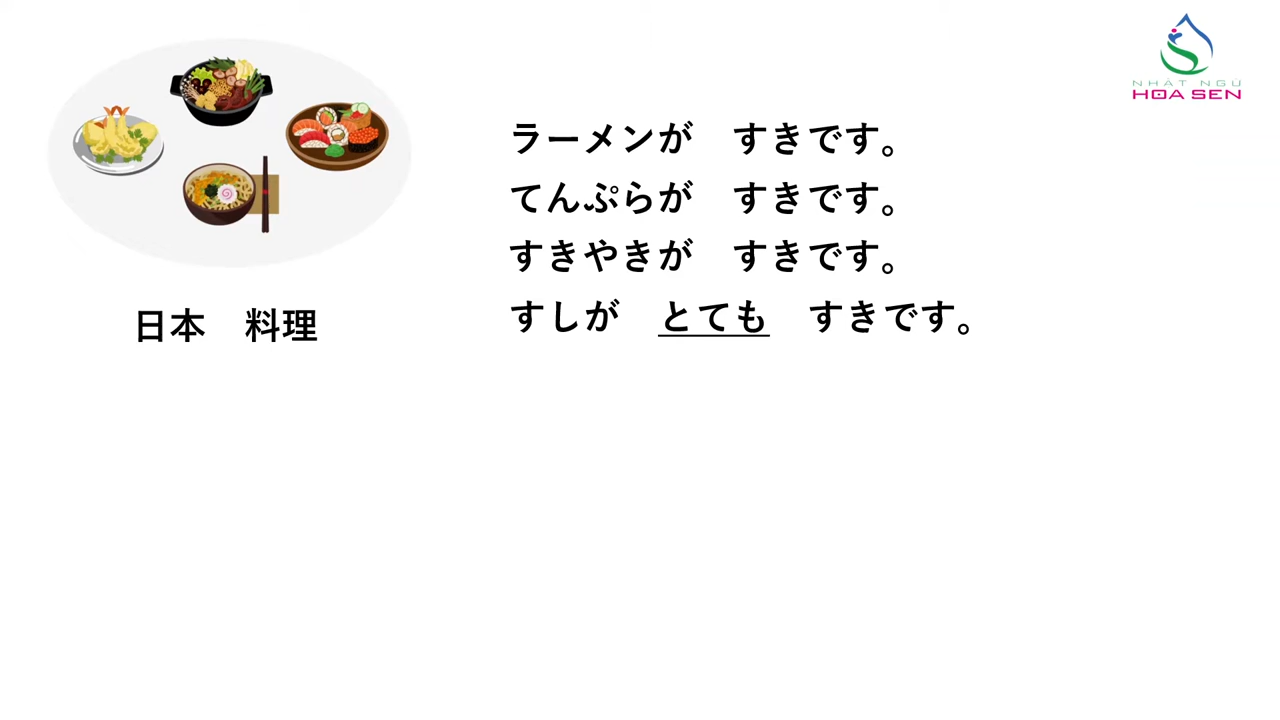 NHẬT NGỮ
HOA SEN
ラーメンが　すきです。
てんぷらが　すきです。
すきやきが　すきです。
すしが　とても　すきです。
日本　料理